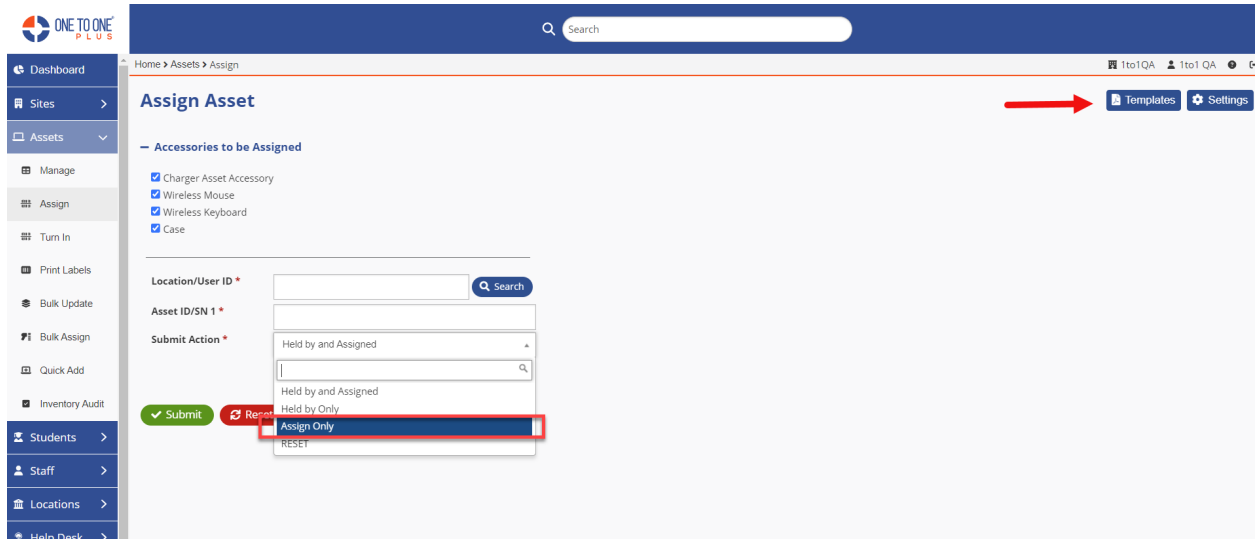 ONE TO ONE
PLUS
Search
Dashboard
Home > Assets > Assign
1to1QA 1to1 QA
Sites
Assign Asset
Templates
Settings
Assets
Accessories to be Assigned
Manage
Charger Asset Accessory
Wireless Mouse
Assign
Wireless Keyboard
Case
Turn In
Print Labels
Location/User ID *
Search
Bulk Update
Asset ID/SN 1 *
Bulk Assign
Submit Action *
Held by and Assigned
Quick Add
Held by and Assigned
Inventory Audit
Held by Only
Submit
Reset
Assign Only
Students
RESET
Staff
Locations
Help Desk